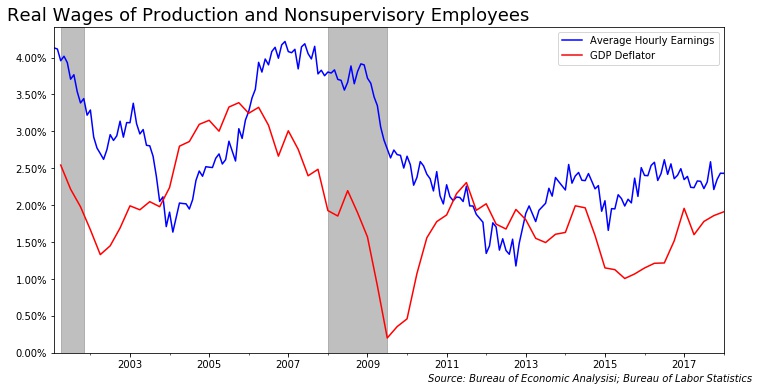 Real Wages of Production and Nonsupervisory Employees
Average Hourly Earnings
GDP Deflator
4.00%
3.50%
3.00%
2.50%
2.00%
1.50%
1.00%
0.50%
0.00%
2003 2005 2007 2009 2011 2013 2015 2017
Source: Bureau of Economic Analysisi; Bureau of Labor Statistics